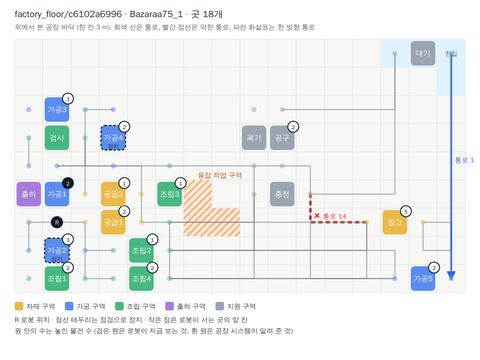 factory_floor/c6102a6996 · Bazaraa75_1 · 곳 18개
위에서 본 공장 바닥 (한 칸 3 m). 회색 선은 통로, 빨간 점선은 막힌 통로, 파란 화살표는 한 방향 통로
대기 진입
가공3 3
검사 가공4 2 폐기 공구 2
통로 1
용접 작업 구역
출하 가공1 2 공급2 1 조립3 1 충전
R 공급1 2 통로 14 창고 3
가공2 3 조립2 1
조립1 2 조립4 1 가공5 2
자재 구역 가공 구역 조립 구역 출하 구역 지원 구역
R 로봇 위치 · 점선 테두리는 점검으로 정지 · 작은 점은 로봇이 서는 곳의 앞 칸
원 안의 수는 놓인 물건 수 (검은 원은 로봇이 지금 보는 것, 흰 원은 공장 시스템이 알려 준 것)